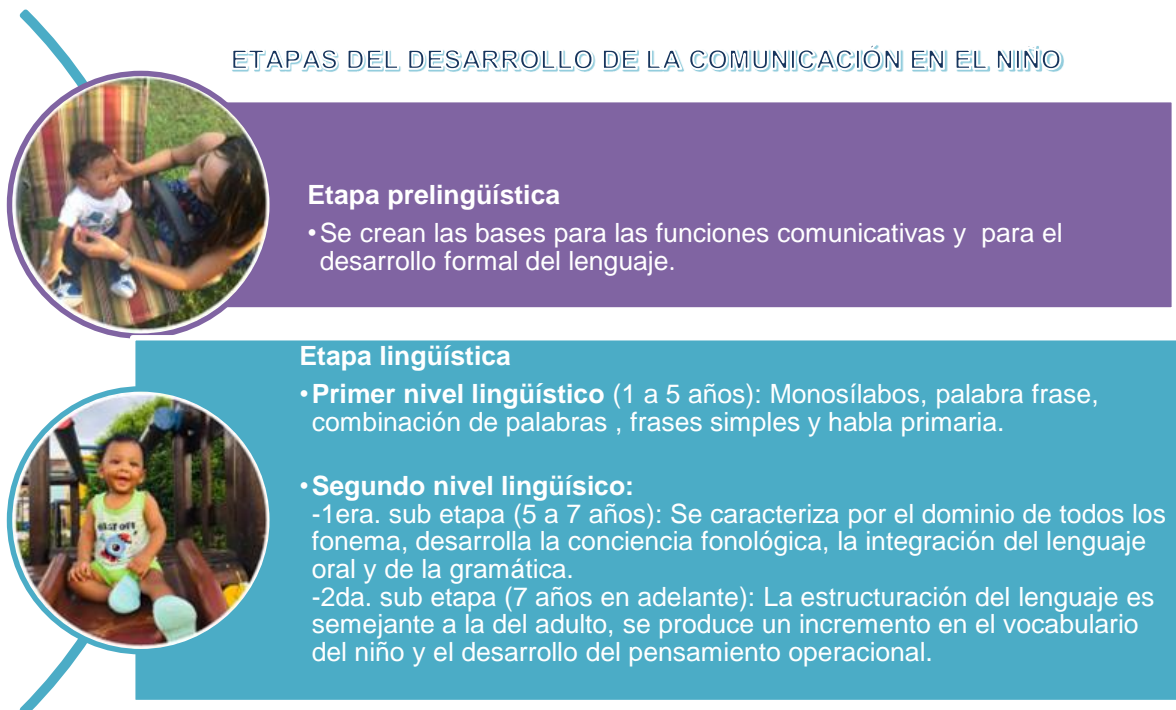 ETAPAS DEL DESARROLLO DE LA COMUNICACIÓN EN EL NIÑO
Etapa prelingüística
•Se crean las bases para las funciones comunicativas y para el
desarrollo formal del lenguaje.
Etapa lingüística
•Primer nivel lingüístico (1 a 5 años): Monosílabos, palabra frase,
combinación de palabras , frases simples y habla primaria.
•Segundo nivel lingüísico:
-1era. sub etapa (5 a 7 años): Se caracteriza por el dominio de todos los
fonema, desarrolla la conciencia fonológica, la integración del lenguaje
oral y de la gramática.
-2da. sub etapa (7 años en adelante): La estructuración del lenguaje es
semejante a la del adulto, se produce un incremento en el vocabulario
del niño y el desarrollo del pensamiento operacional.